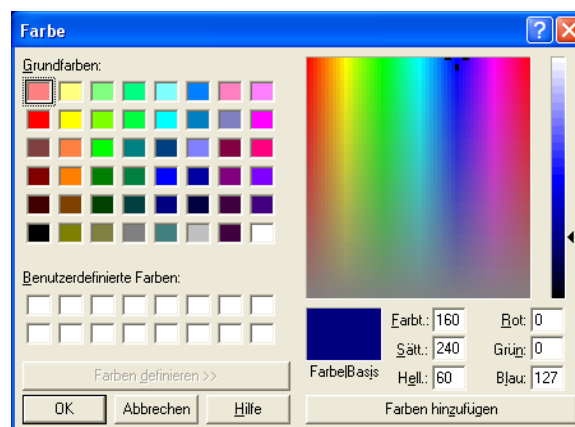 Farbe
Grundfarben:
Benutzerdefinierte Farben:
Farben definieren >>
OK Abbrechen Hilfe
Farbe|Basis
Farbt.: 160 Rot: 0
Sätt.: 240 Grün: 0
Hell.: 60 Blau: 127
Farben hinzufügen